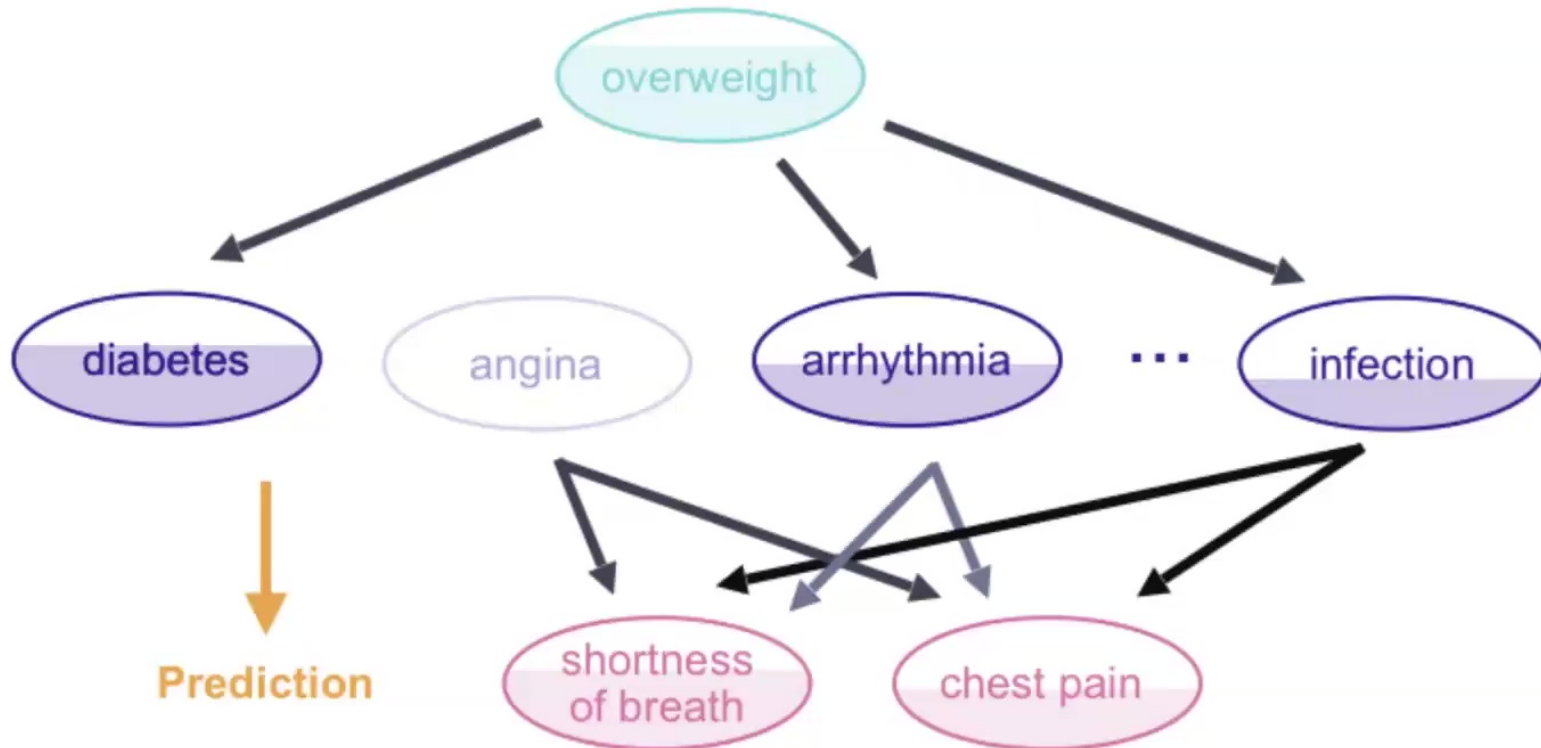 overweight
diabetes
angina
arrhythmia
...
infection
Prediction
shortness
of breath
chest pain